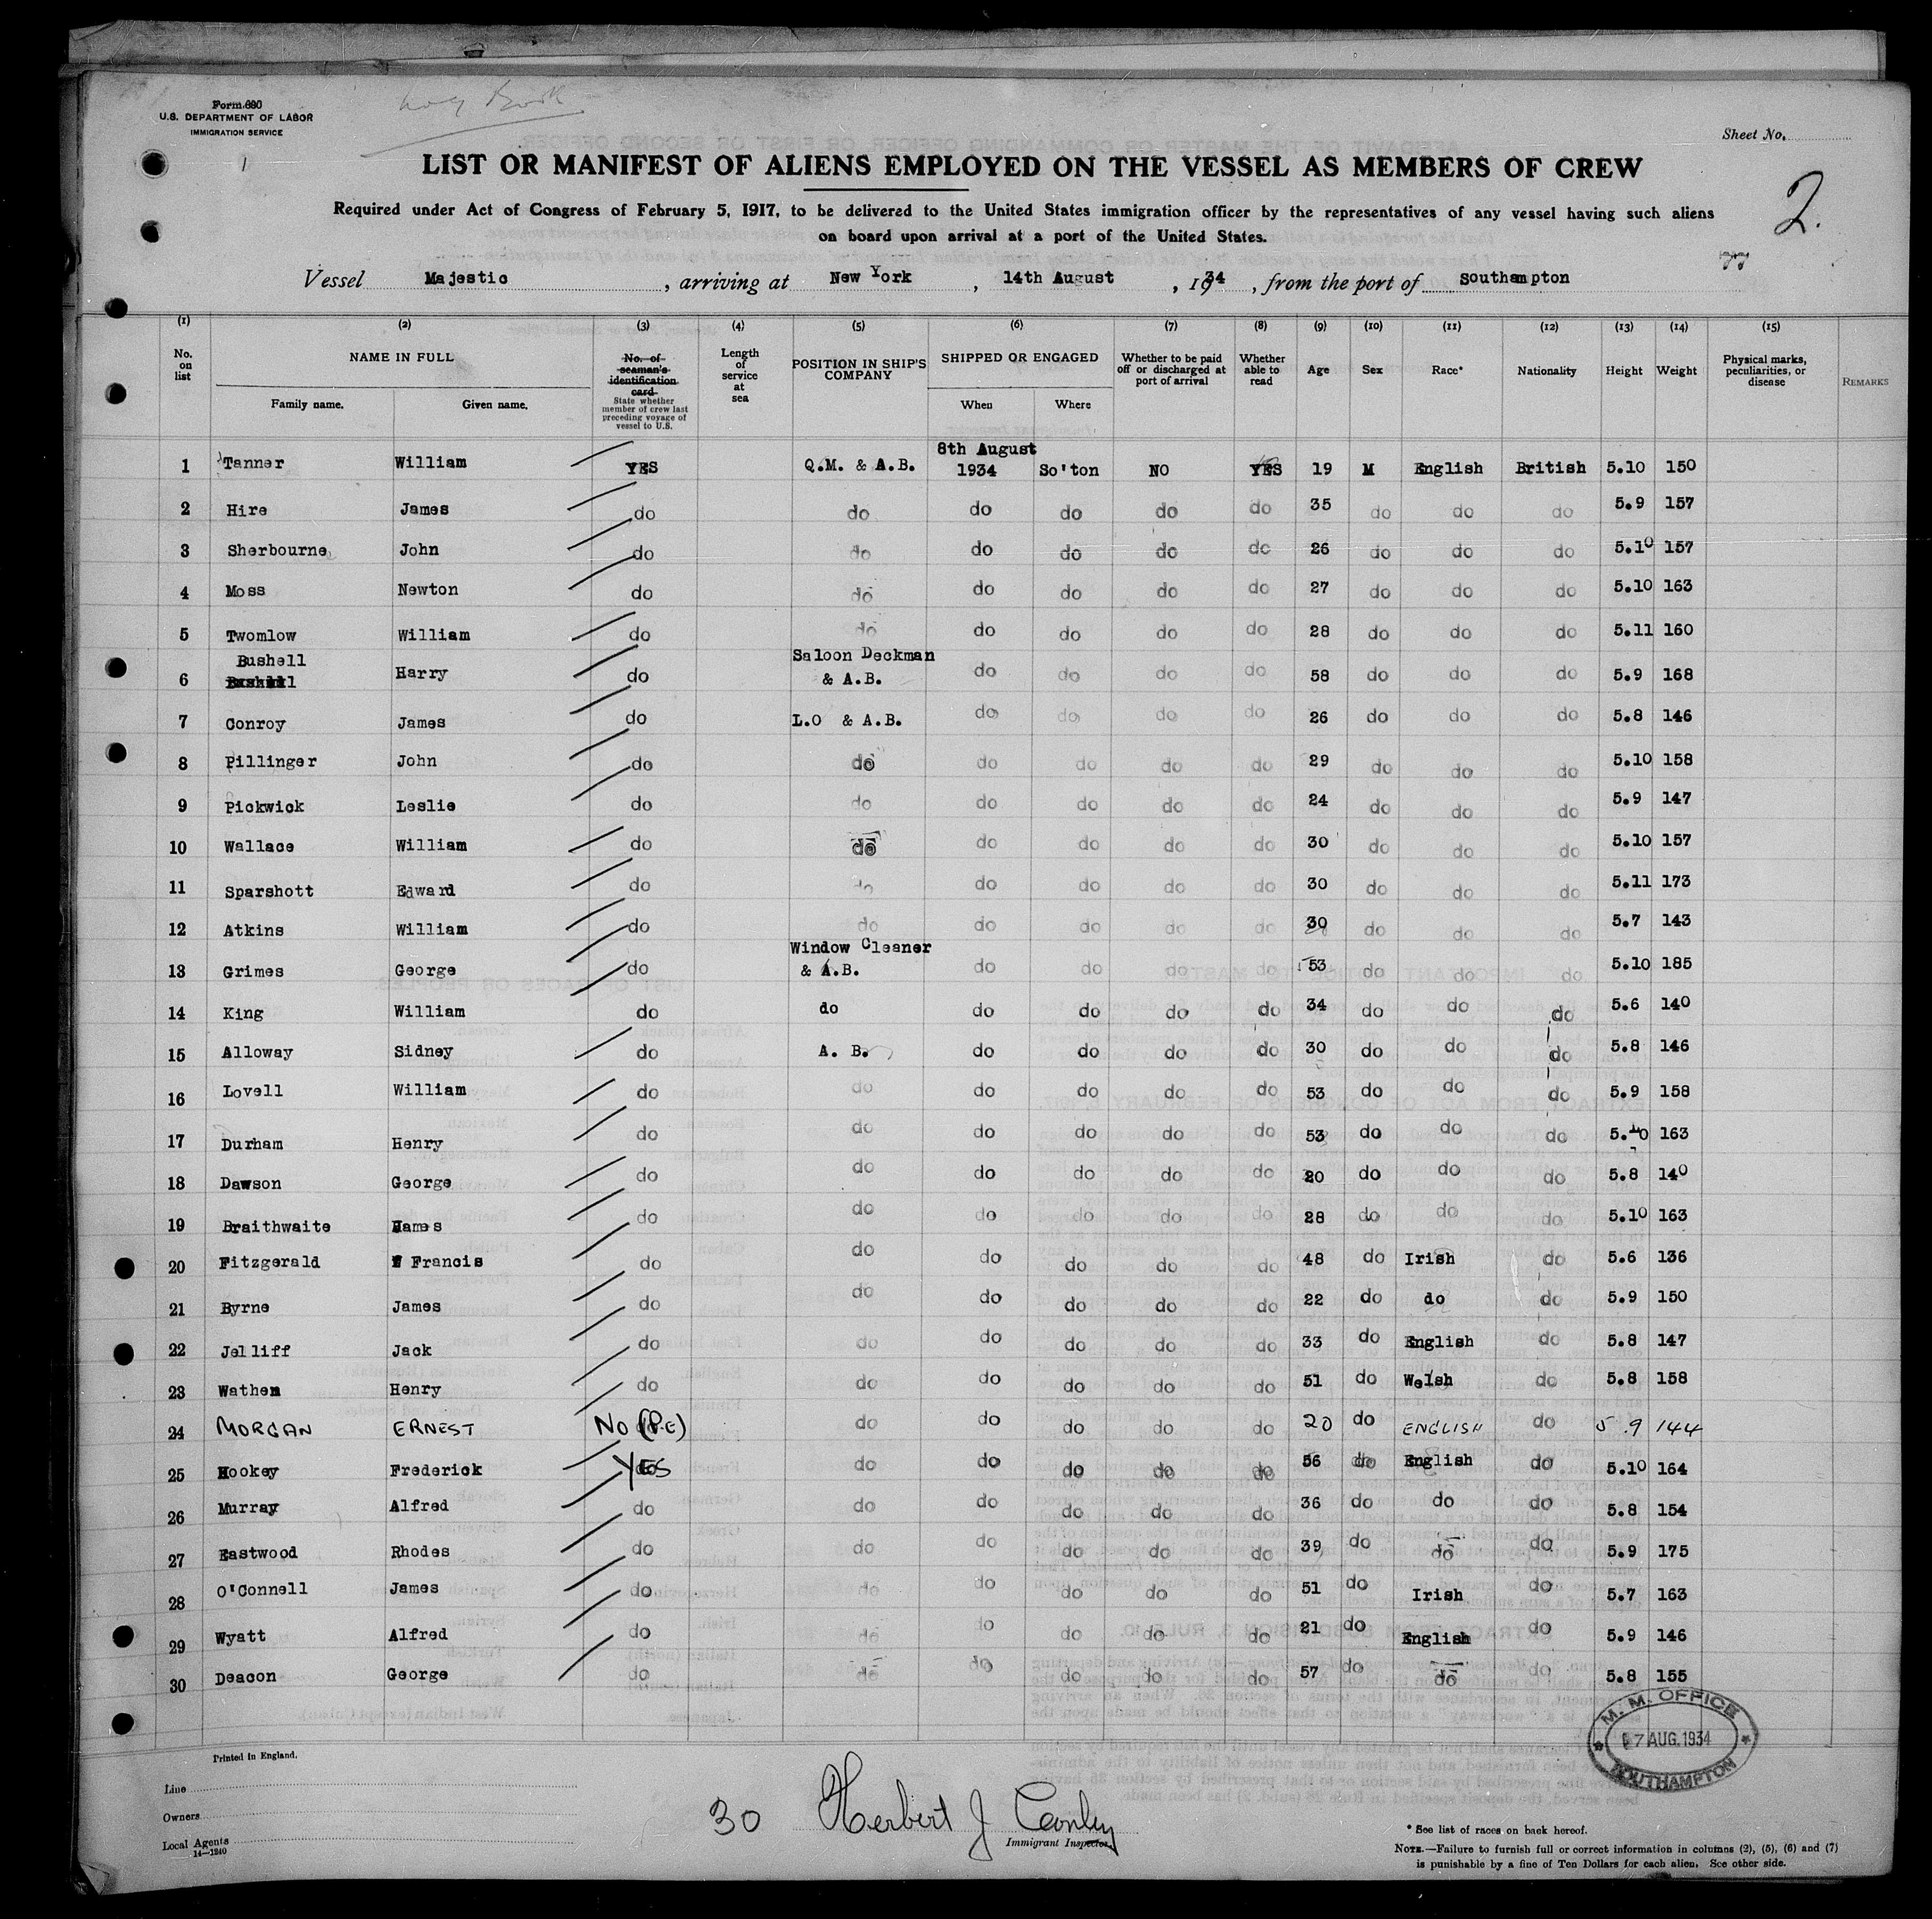 Form 680
U.S. DEPARTMENT OF LABOR
IMMIGRATION SERVICE
1
Sheet No.
LIST OR MANIFEST OF ALIENS EMPLOYED ON THE VESSEL AS MEMBERS OF CREW
2.
Required under Act of Congress of February 5, 1917, to be delivered to the United States immigration officer by the representatives of any vessel having such aliens
on board upon arrival at a port of the United States.
77
Vessel Majestic, arriving at New York, 14th August, 1934, from the port of Southampton
(1) (2) (3) (4) (5) (6) (7) (8) (9) (10) (11) (12) (13) (14) (15)
No. on list NAME IN FULL Family name. Given name. No. of seaman's identification card State whether member of crew last preceding voyage of vessel to U.S. Length of service at sea POSITION IN SHIP'S COMPANY SHIPPED OR ENGAGED When Where Whether to be paid off or discharged at port of arrival Whether able to read Age Sex Race* Nationality Height Weight Physical marks, peculiarities, or disease REMARKS
1 Tanner William YES Q.M. & A.B. 8th August 1934 So'ton NO YES 19 M English British 5.10 150
2 Hire James do do do do do do 35 do do do 5.9 157
3 Sherbourne John do do do do do do 26 do do do 5.10 157
4 Moss Newton do do do do do do 27 do do do 5.10 163
5 Twomlow William do do do do do do 28 do do do 5.11 160
6 Bushell Harry do Saloon Deckman & A.B. do do do do 58 do do do 5.9 168
7 Conroy James do L.O & A.B. do do do do 26 do do do 5.8 146
8 Pillinger John do do do do do do 29 do do do 5.10 158
9 Pickwick Leslie do do do do do do 24 do do do 5.9 147
10 Wallace William do do do do do do 30 do do do 5.10 157
11 Sparshott Edward do do do do do do 30 do do do 5.11 173
12 Atkins William do do do do do do 30 do do do 5.7 143
13 Grimes George do Window Cleaner & A.B. do do do do 53 do do do 5.10 185
14 King William do do do do do do 34 do do do 5.6 140
15 Alloway Sidney do A. B. do do do do 30 do do do 5.8 146
16 Lovell William do do do do do do 53 do do do 5.9 158
17 Durham Henry do do do do do do 53 do do do 5.10 163
18 Dawson George do do do do do do 20 do do do 5.8 140
19 Braithwaite James do do do do do do 28 do do do 5.10 163
20 Fitzgerald Francis do do do do do do 48 do Irish do 5.6 136
21 Byrne James do do do do do do 22 do do do 5.9 150
22 Jelliff Jack do do do do do do 33 do English do 5.8 147
23 Wathen Henry do do do do do do 51 do Welsh do 5.8 158
24 MORGAN ERNEST NO (P.E) do do do do do 20 do ENGLISH do 5.9 144
25 Hookey Frederick YES do do do do do 56 do English do 5.10 164
26 Murray Alfred do do do do do do 36 do do do 5.8 154
27 Eastwood Rhodes do do do do do do 39 do do do 5.9 175
28 O'Connell James do do do do do do 51 do Irish do 5.7 163
29 Wyatt Alfred do do do do do do 21 do English do 5.9 146
30 Deacon George do do do do do do 57 do do do 5.8 155
M. M. OFFICE
7 AUG. 1934
SOUTHAMPTON
Printed in England.
Line
Owners
Local Agents
14—1240
30 Herbert J
Immigrant Inspector.
* See list of races on back hereof.
NOTE.—Failure to furnish full or correct information in columns (2), (5), (6) and (7)
is punishable by a fine of Ten Dollars for each alien. See other side.